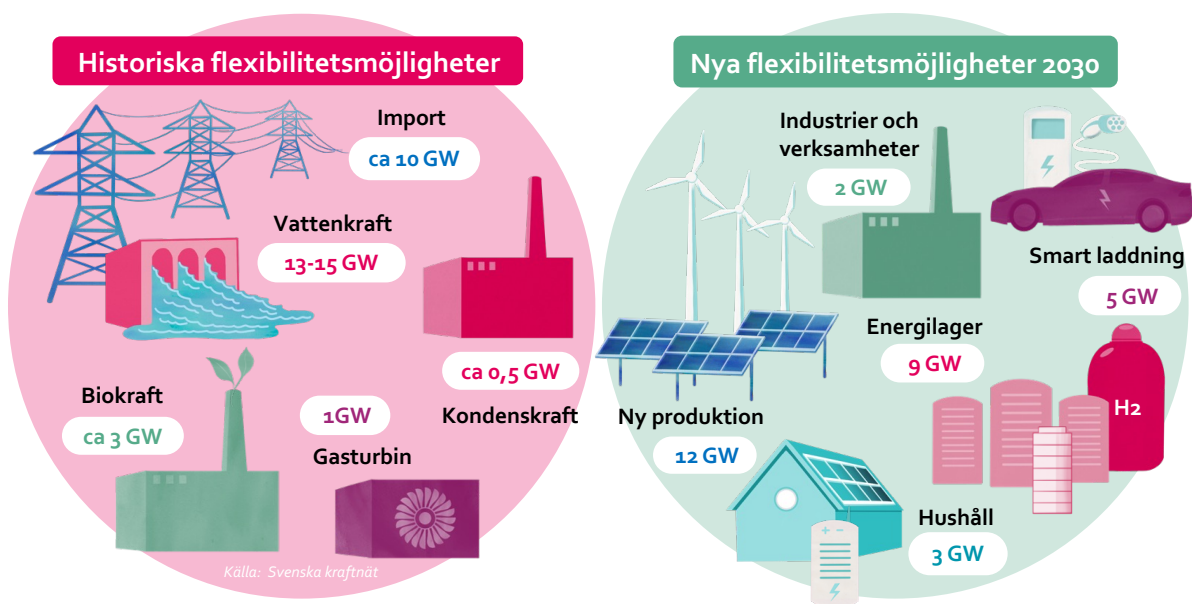 Historiska flexibilitetsmöjligheter
Import
ca 10 GW
Vattenkraft
13-15 GW
ca 0,5 GW
Kondenskraft
Biokraft
ca 3 GW
1GW
Gasturbin
Källa: Svenska kraftnät
Nya flexibilitetsmöjligheter 2030
Industrier och
verksamheter
2 GW
Smart laddning
5 GW
Energilager
9 GW
H2
Ny produktion
12 GW
Hushåll
3 GW